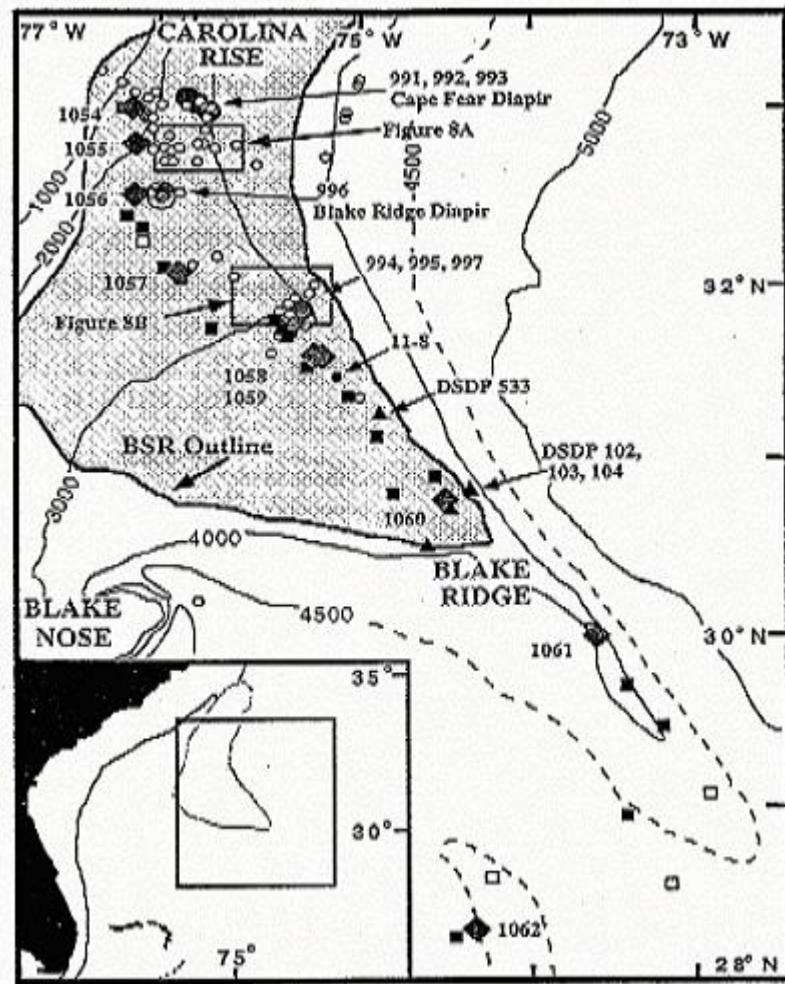 77° W
CAROLINA
RISE
75° W
73° W
991, 992, 993
Cape Fear Diapir
1054
Figure 8A
5000
1055
4500
1000
996
1056
Blake Ridge Diapir
2000
994, 995, 997
32° N
1057
Figure 8B
11-8
1058
1059
DSDP 533
BSR Outline
DSDP 102,
103, 104
3000
1060
4000
BLAKE
RIDGE
BLAKE
NOSE
4500
30° N
1061
35°
30°
1062
75°
28° N